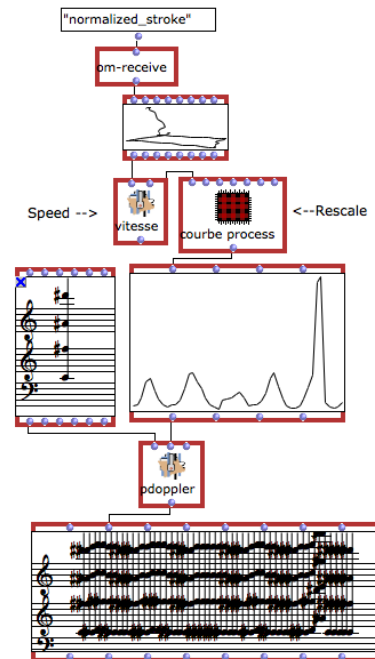 "normalized_stroke"
om-receive
Speed -->
vitesse
courbe process
<--Rescale
pdoppler